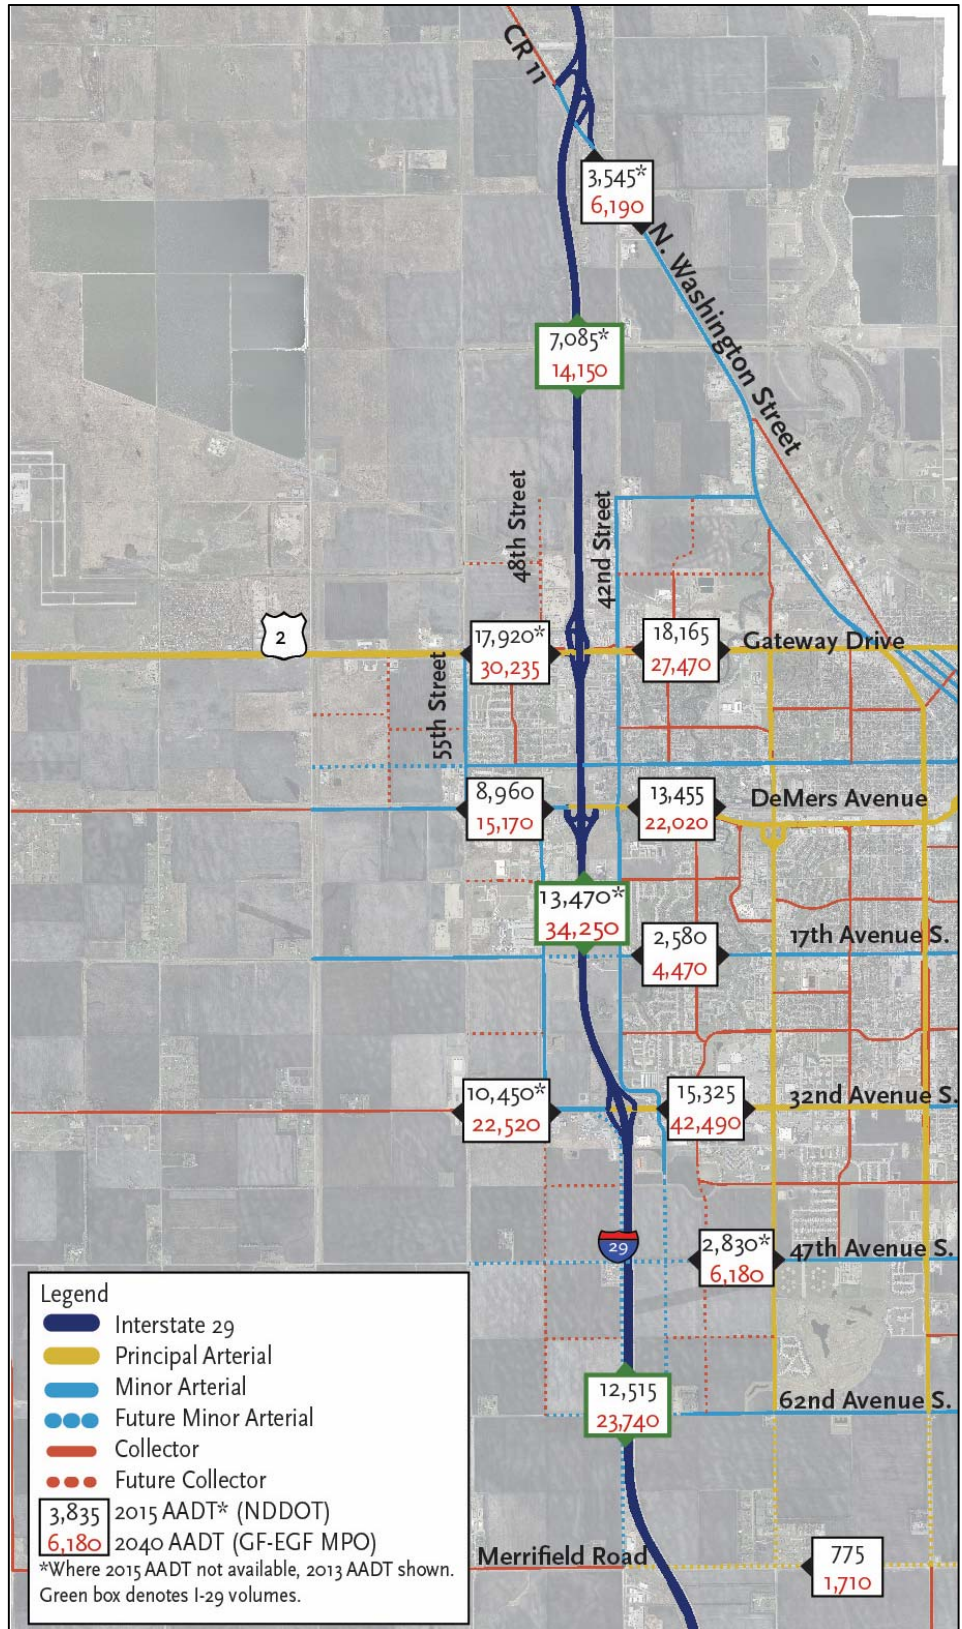 CR 11
3,545*
6,190
N. Washington Street
7,085*
14,150
48th Street
42nd Street
2
17,920*
30,235
18,165
27,470
Gateway Drive
55th Street
8,960
15,170
13,455
22,020
DeMers Avenue
13,470*
34,250
2,580
4,470
17th Avenue S.
10,450*
22,520
15,325
42,490
32nd Avenue S.
29
2,830*
6,180
47th Avenue S.
12,515
23,740
62nd Avenue S.
Merrifield Road
775
1,710
Legend
Interstate 29
Principal Arterial
Minor Arterial
Future Minor Arterial
Collector
Future Collector
3,835 2015 AADT* (NDDOT)
6,180 2040 AADT (GF-EGF MPO)
*Where 2015 AADT not available, 2013 AADT shown.
Green box denotes I-29 volumes.